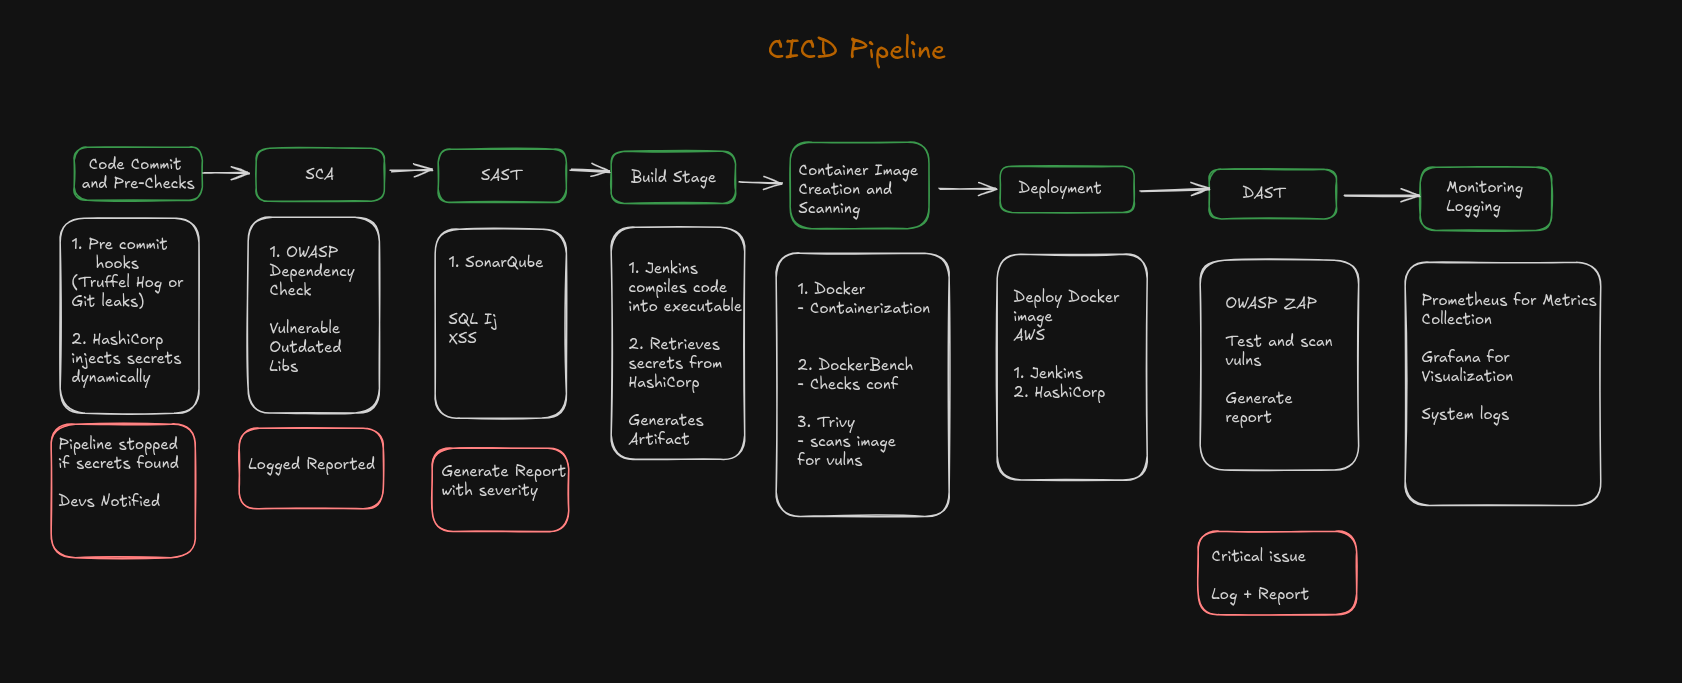 CICD Pipeline
Code Commit
and Pre-Checks
SCA
SAST
Build Stage
Container Image
Creation and
Scanning
Deployment
DAST
Monitoring
Logging
1. Pre commit
hooks
(Truffel Hog or
Git leaks)
2. HashiCorp
injects secrets
dynamically
1. OWASP
Dependency
Check
Vulnerable
Outdated
Libs
1. SonarQube
SQL Ij
XSS
1. Jenkins
compiles code
into executable
2. Retrieves
secrets from
HashiCorp
Generates
Artifact
1. Docker
- Containerization
2. DockerBench
- Checks conf
3. Trivy
- scans image
for vulns
Deploy Docker
image
AWS
1. Jenkins
2. HashiCorp
OWASP ZAP
Test and scan
vulns
Generate
report
Prometheus for Metrics
Collection
Grafana for
Visualization
System logs
Pipeline stopped
if secrets found
Devs Notified
Logged Reported
Generate Report
with severity
Critical issue
Log + Report